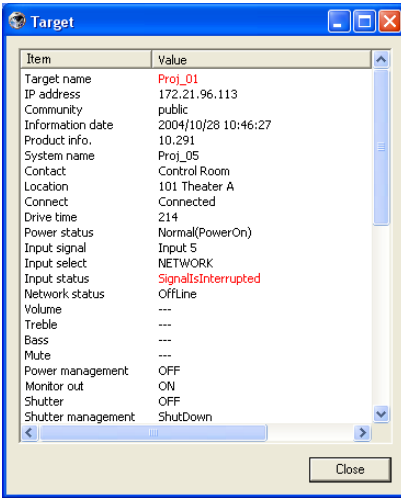 Target
Item Value
Target name Proj_01
IP address 172.21.96.113
Community public
Information date 2004/10/28 10:46:27
Product info. 10.291
System name Proj_05
Contact Control Room
Location 101 Theater A
Connect Connected
Drive time 214
Power status Normal(PowerOn)
Input signal Input 5
Input select NETWORK
Input status SignalIsInterrupted
Network status OffLine
Volume ---
Treble ---
Bass ---
Mute ---
Power management OFF
Monitor out ON
Shutter OFF
Shutter management ShutDown
Close